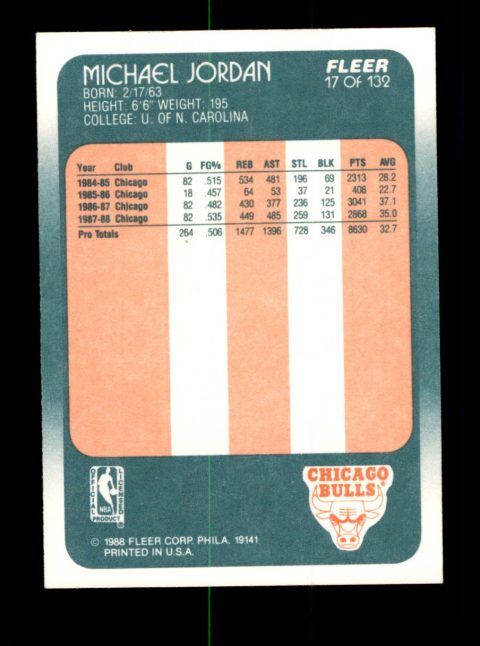 MICHAEL JORDAN
BORN: 2/17/63
HEIGHT: 6'6" WEIGHT: 195
COLLEGE: U. OF N. CAROLINA
FLEER
17 OF 132
Year Club G FG% REB AST STL BLK PTS AVG
1984-85 Chicago 82 .515 534 481 196 69 2313 28.2
1985-86 Chicago 18 .457 64 53 37 21 408 22.7
1986-87 Chicago 82 .482 430 377 236 125 3041 37.1
1987-88 Chicago 82 .535 449 485 259 131 2868 35.0
Pro Totals 264 .506 1477 1396 728 346 8630 32.7
OFFICIAL LICENSED
NBA
PRODUCT
CHICAGO
BULLS
© 1988 FLEER CORP. PHILA. 19141
PRINTED IN U.S.A.